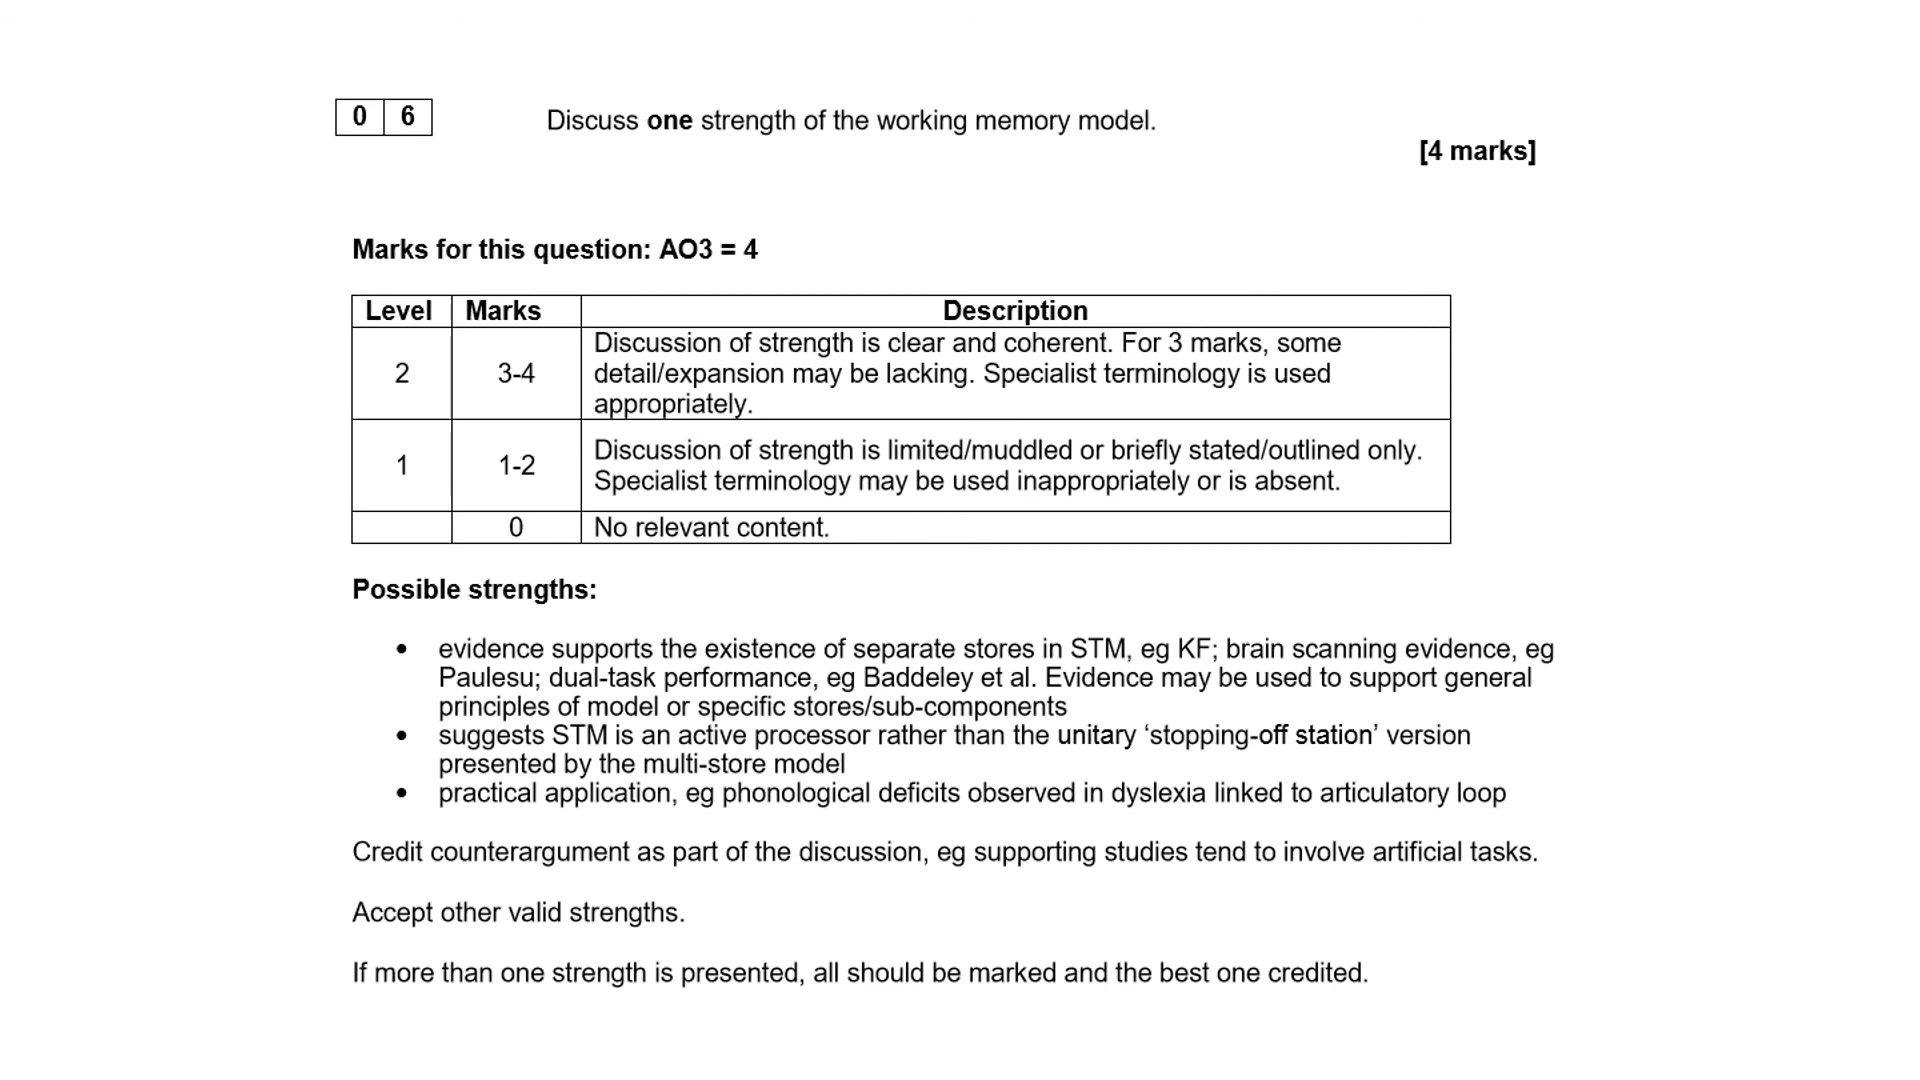 0 6 Discuss one strength of the working memory model.
[4 marks]
Marks for this question: AO3 = 4
Level Marks Description
2 3-4 Discussion of strength is clear and coherent. For 3 marks, some
detail/expansion may be lacking. Specialist terminology is used
appropriately.
1 1-2 Discussion of strength is limited/muddled or briefly stated/outlined only.
Specialist terminology may be used inappropriately or is absent.
0 No relevant content.
Possible strengths:
• evidence supports the existence of separate stores in STM, eg KF; brain scanning evidence, eg
Paulesu; dual-task performance, eg Baddeley et al. Evidence may be used to support general
principles of model or specific stores/sub-components
• suggests STM is an active processor rather than the unitary ‘stopping-off station’ version
presented by the multi-store model
• practical application, eg phonological deficits observed in dyslexia linked to articulatory loop
Credit counterargument as part of the discussion, eg supporting studies tend to involve artificial tasks.
Accept other valid strengths.
If more than one strength is presented, all should be marked and the best one credited.